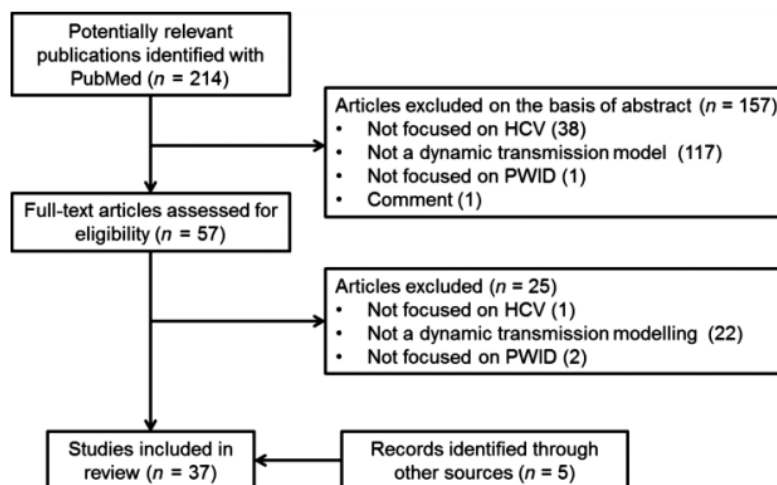 Potentially relevant
publications identified with
PubMed (n = 214)
Articles excluded on the basis of abstract (n = 157)
• Not focused on HCV (38)
• Not a dynamic transmission model (117)
• Not focused on PWID (1)
• Comment (1)
Full-text articles assessed for
eligibility (n = 57)
Articles excluded (n = 25)
• Not focused on HCV (1)
• Not a dynamic transmission modelling (22)
• Not focused on PWID (2)
Studies included in
review (n = 37)
Records identified through
other sources (n = 5)